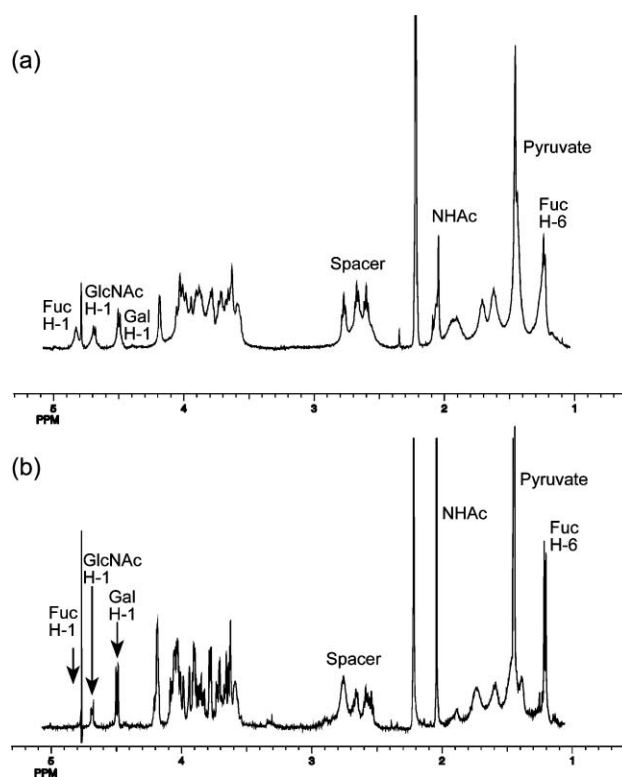 (a)
Pyruvate
Fuc
H-6
NHAc
Spacer
GlcNAc
H-1
Fuc
H-1
Gal
H-1
5 4 3 2 1
PPM
(b)
Pyruvate
NHAc
Fuc
H-6
GlcNAc
H-1
Gal
H-1
Fuc
H-1
Spacer
5 4 3 2 1
PPM